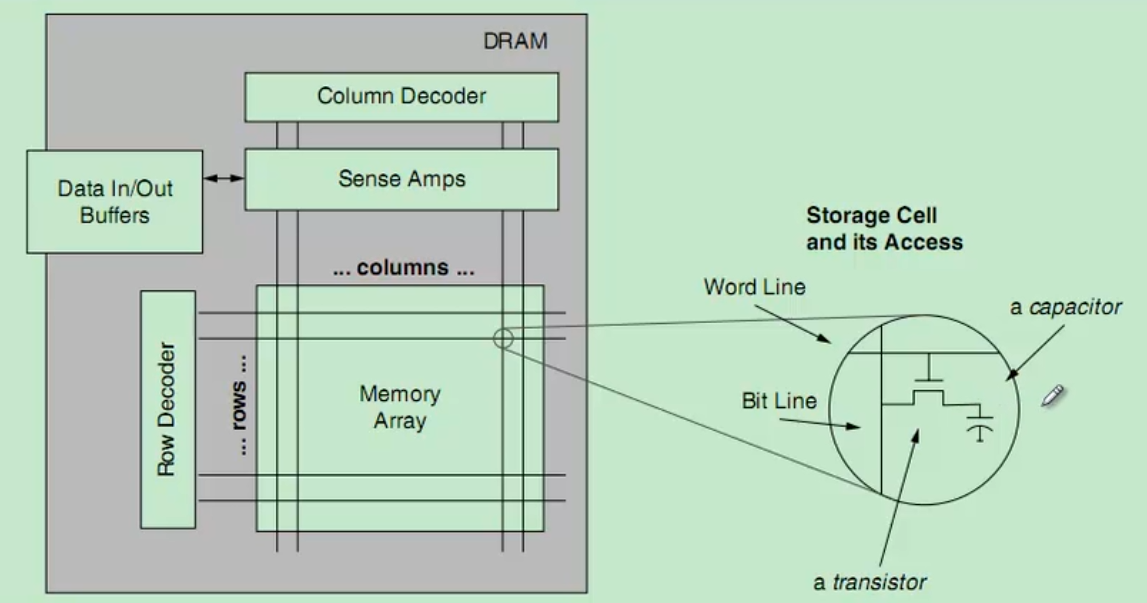 DRAM
Column Decoder
Sense Amps
Data In/Out
Buffers
... columns ...
Row Decoder
... rows ...
Memory
Array
Storage Cell
and its Access
Word Line
a capacitor
Bit Line
a transistor